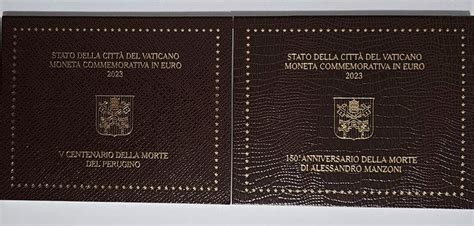 STATO DELLA CITTÀ DEL VATICANO
MONETA COMMEMORATIVA IN EURO
2023
V CENTENARIO DELLA MORTE
DEL PERUGINO
STATO DELLA CITTÀ DEL VATICANO
MONETA COMMEMORATIVA IN EURO
2023
150° ANNIVERSARIO DELLA MORTE
DI ALESSANDRO MANZONI